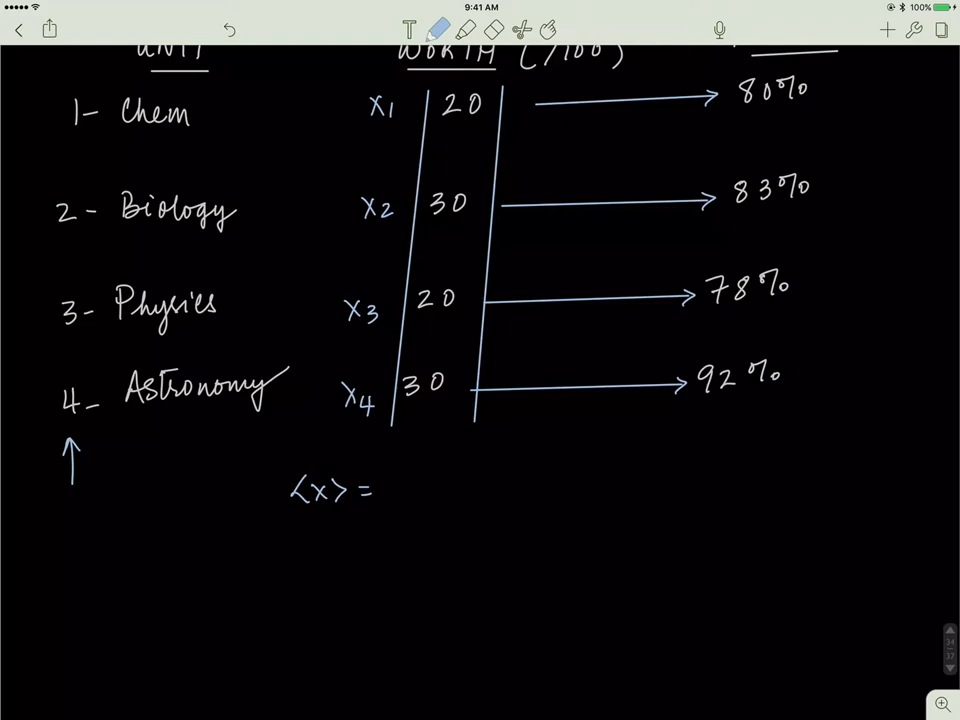 9:41 AM
100%
T
UNIT WORTH (/100)
1- Chem x1 20 80%
2- Biology x2 30 83%
3- Physics x3 20 78%
4- Astronomy x4 30 92%
<x> =